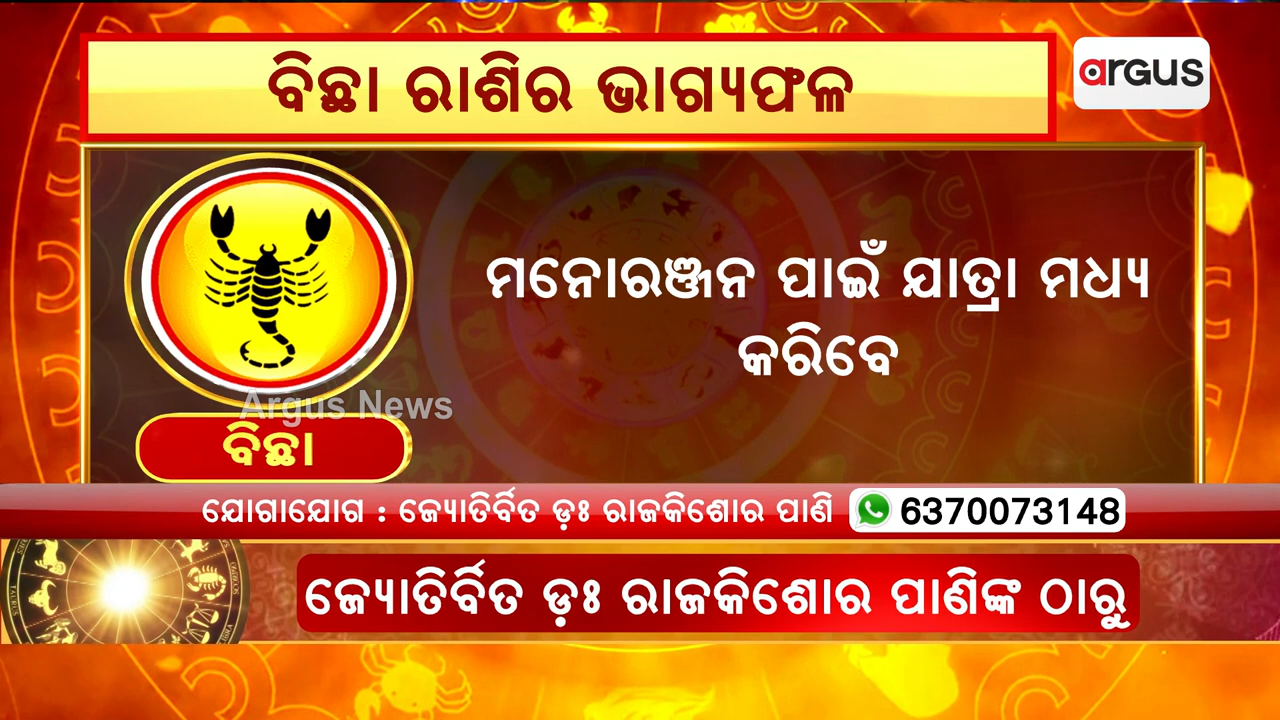 ବିଛା ରାଶିର ଭାଗ୍ୟଫଳ
argus
ମନୋରଞ୍ଜନ ପାଇଁ ଯାତ୍ରା ମଧ୍ୟ
କରିବେ
Argus News
ବିଛା
ଯୋଗାଯୋଗ : ଜ୍ୟୋତିର୍ବିତ ଡ଼ଃ ରାଜକିଶୋର ପାଣି 6370073148
ଜ୍ୟୋତିର୍ବିତ ଡ଼ଃ ରାଜକିଶୋର ପାଣିଙ୍କ ଠାରୁ